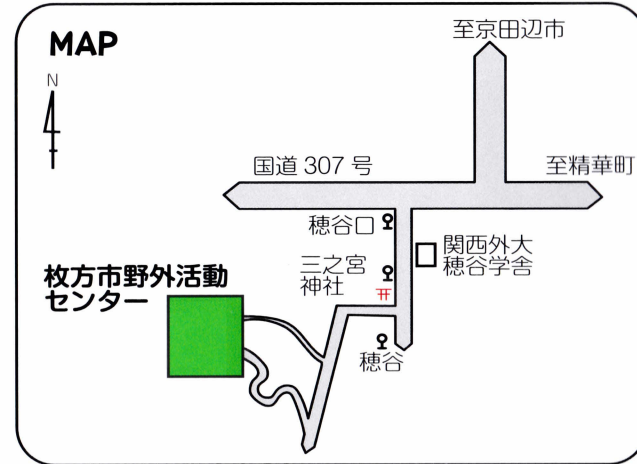 MAP
N
至京田辺市
国道 307 号
至精華町
穂谷口
関西外大
穂谷学舎
三之宮
神社
枚方市野外活動
センター
穂谷